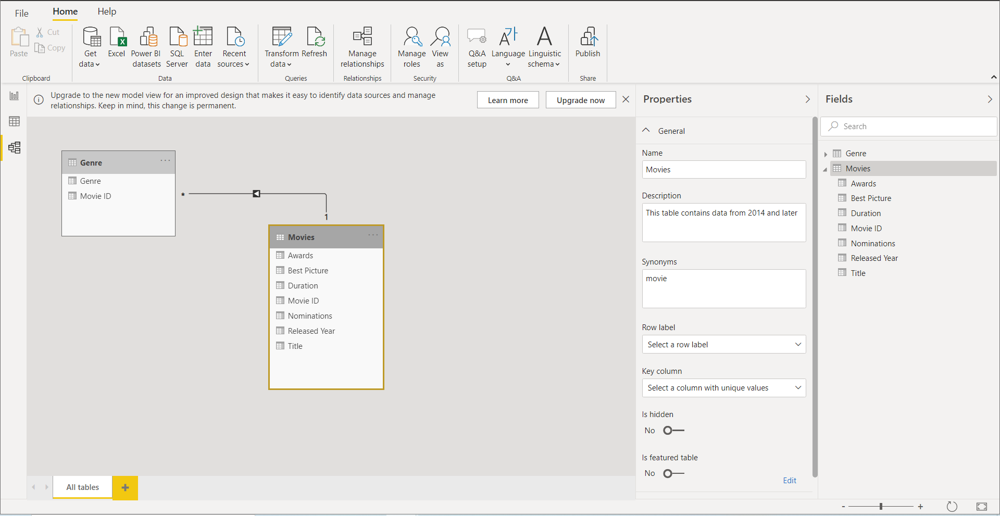 File
Home
Help
Paste
Cut
Copy
Clipboard
Get
data
Excel
Power BI
datasets
SQL
Server
Enter
data
Recent
sources
Data
Transform
data
Refresh
Queries
Manage
relationships
Relationships
Manage
roles
View
as
Security
Q&A
setup
Language
Linguistic
schema
Q&A
Publish
Share
Upgrade to the new model view for an improved design that makes it easy to identify data sources and manage
relationships. Keep in mind, this change is permanent.
Learn more
Upgrade now
Genre
Genre
Movie ID
*
1
Movies
Awards
Best Picture
Duration
Movie ID
Nominations
Released Year
Title
All tables
Properties
General
Name
Movies
Description
This table contains data from 2014 and later
Synonyms
movie
Row label
Select a row label
Key column
Select a column with unique values
Is hidden
No
Is featured table
No
Edit
Fields
Search
Genre
Movies
Awards
Best Picture
Duration
Movie ID
Nominations
Released Year
Title
- +